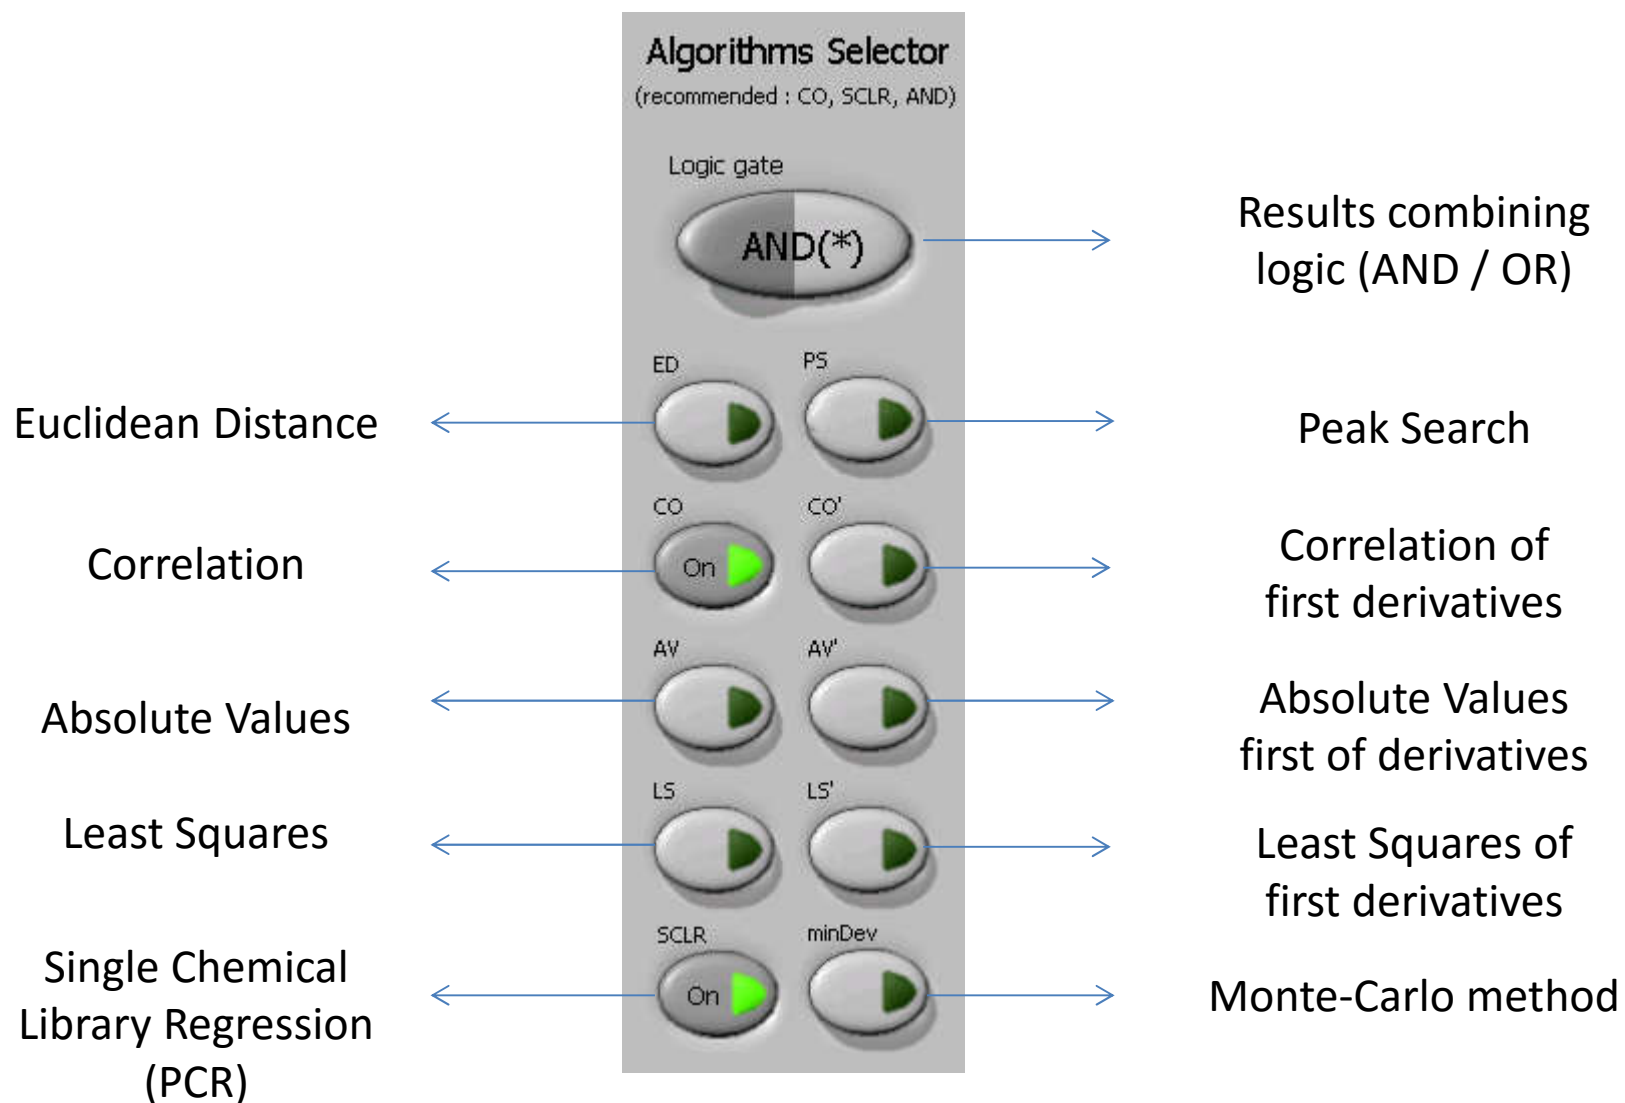 Algorithms Selector
(recommended : CO, SCLR, AND)
Logic gate
AND(*)
Results combining
logic (AND / OR)
ED
PS
Euclidean Distance
Peak Search
CO
CO'
Correlation
On
Correlation of
first derivatives
AV
AV'
Absolute Values
Absolute Values
first of derivatives
LS
LS'
Least Squares
Least Squares of
first derivatives
SCLR
minDev
Single Chemical
Library Regression
(PCR)
On
Monte-Carlo method